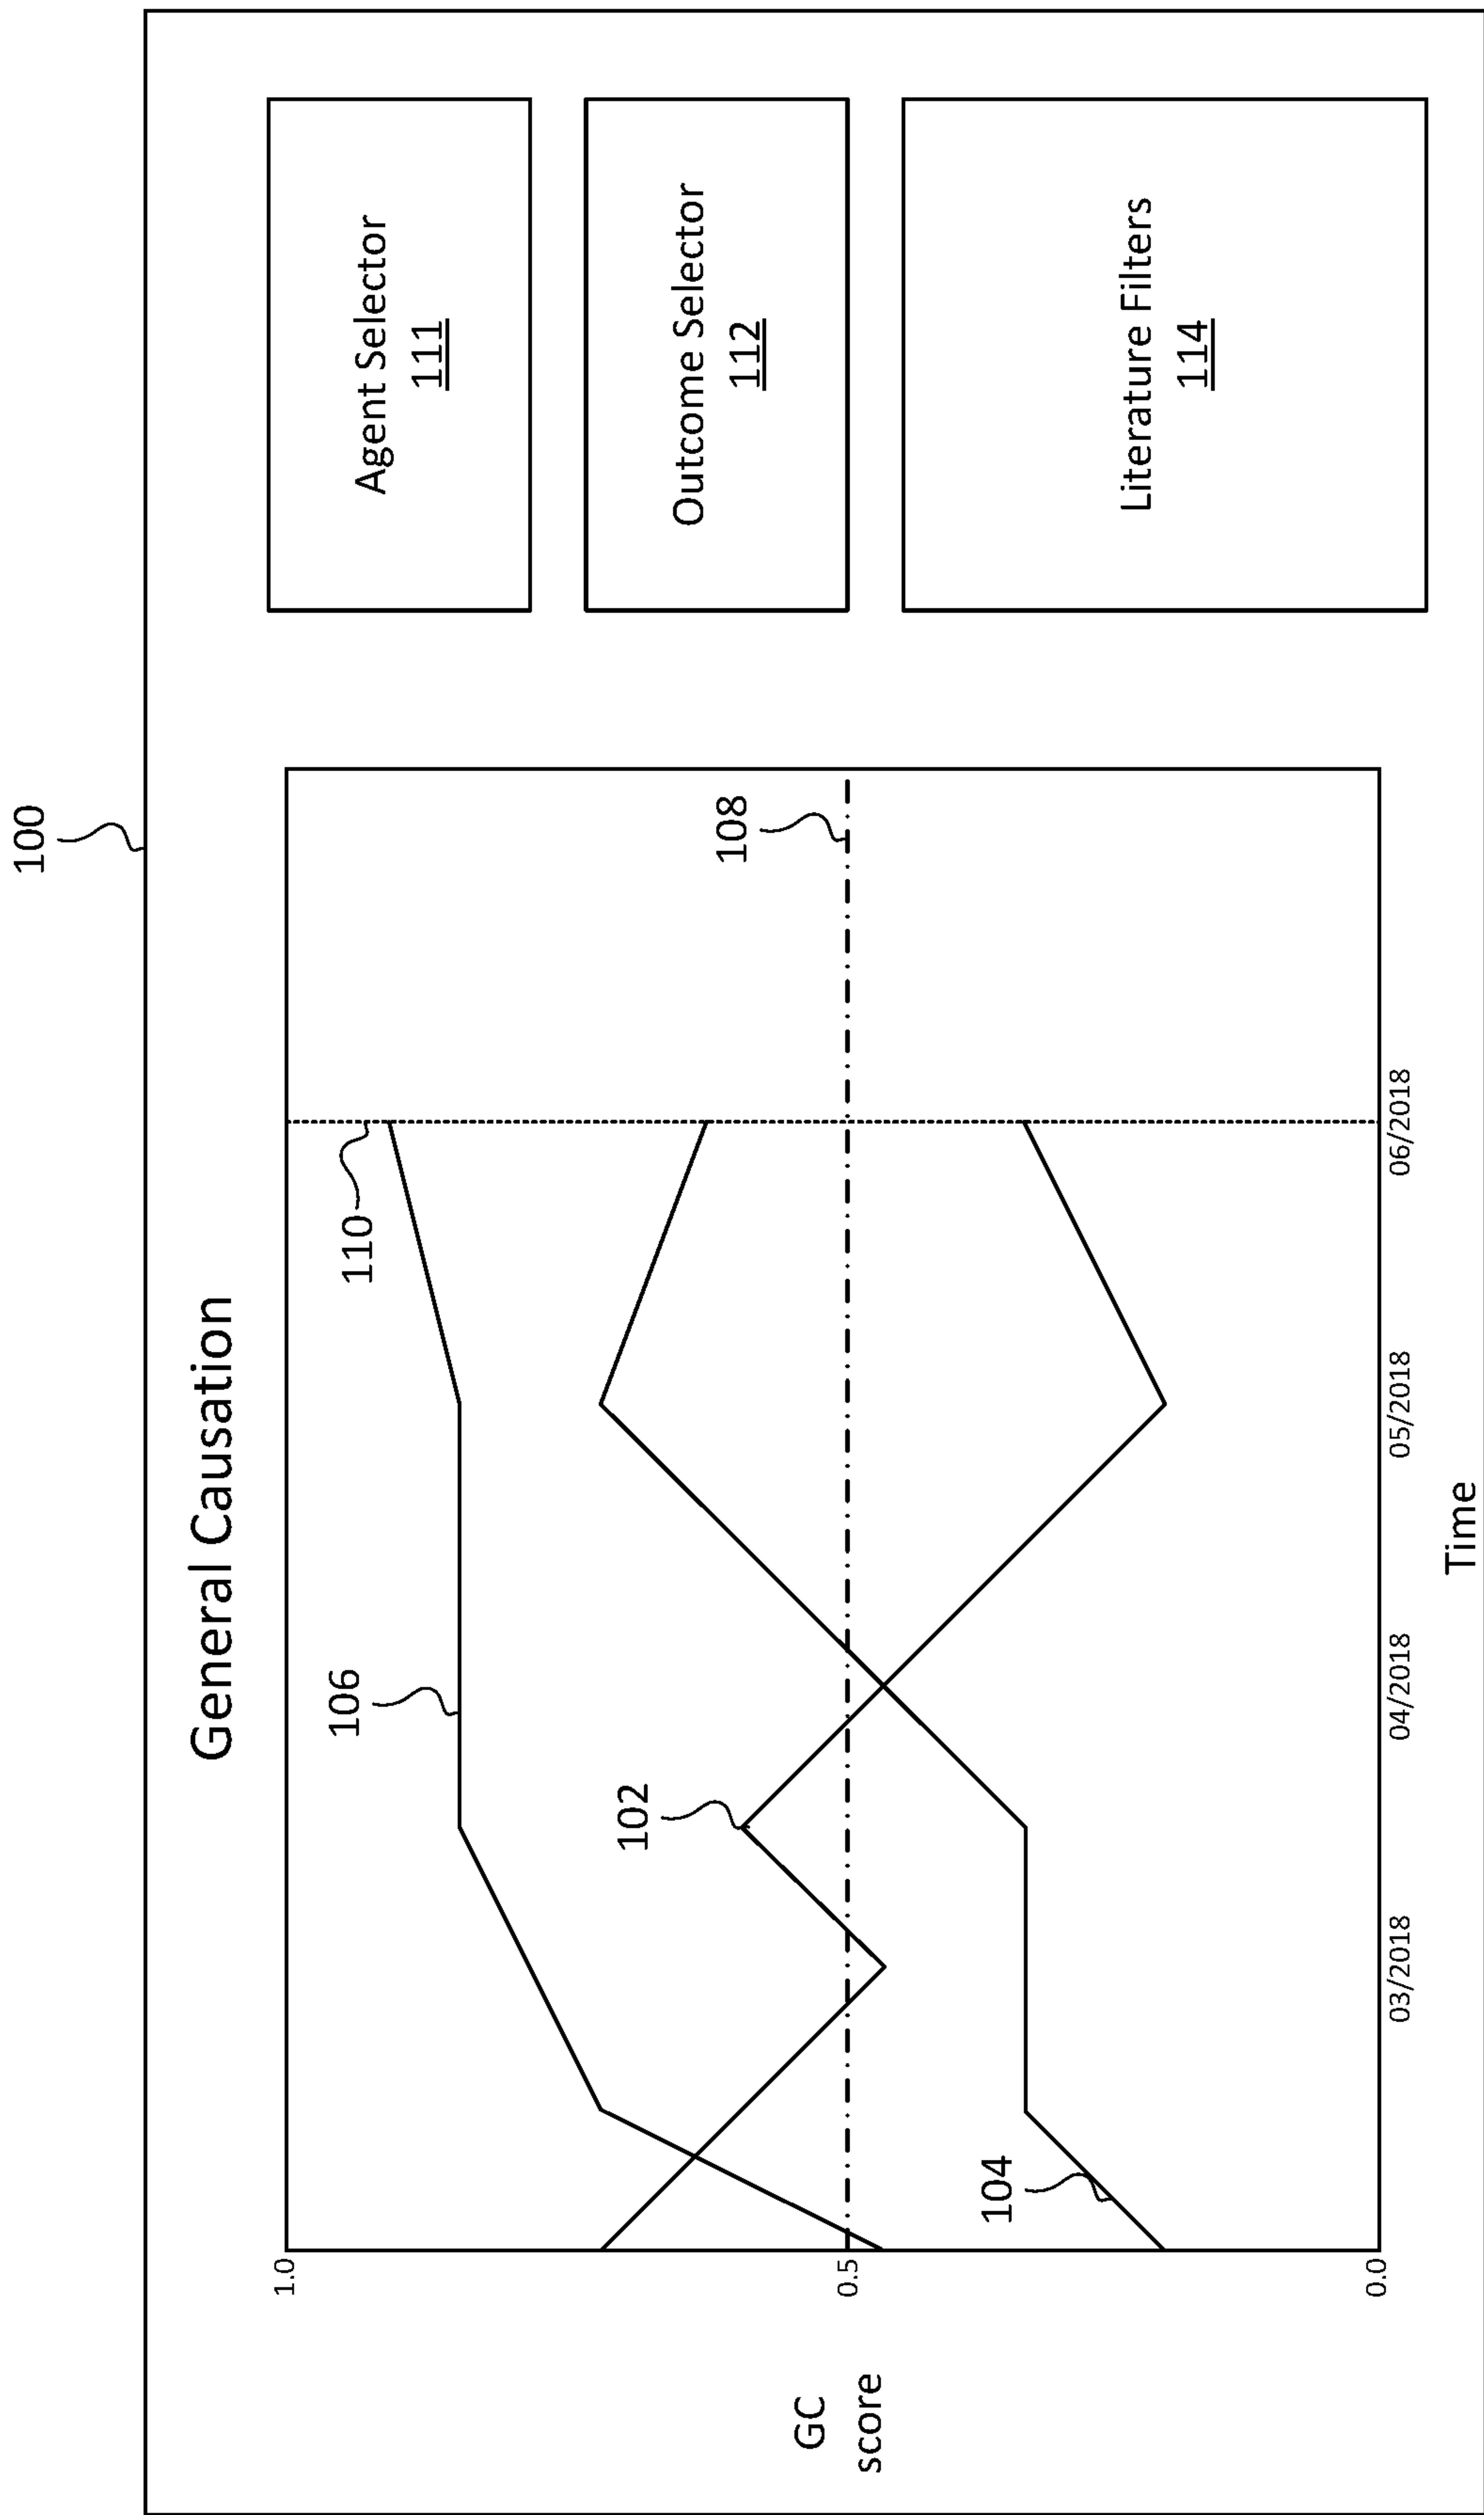 100
General Causation
GC
score
1.0
0.5
0.0
106
102
104
110
108
03/2018
04/2018
05/2018
06/2018
Time
Agent Selector
111
Outcome Selector
112
Literature Filters
114